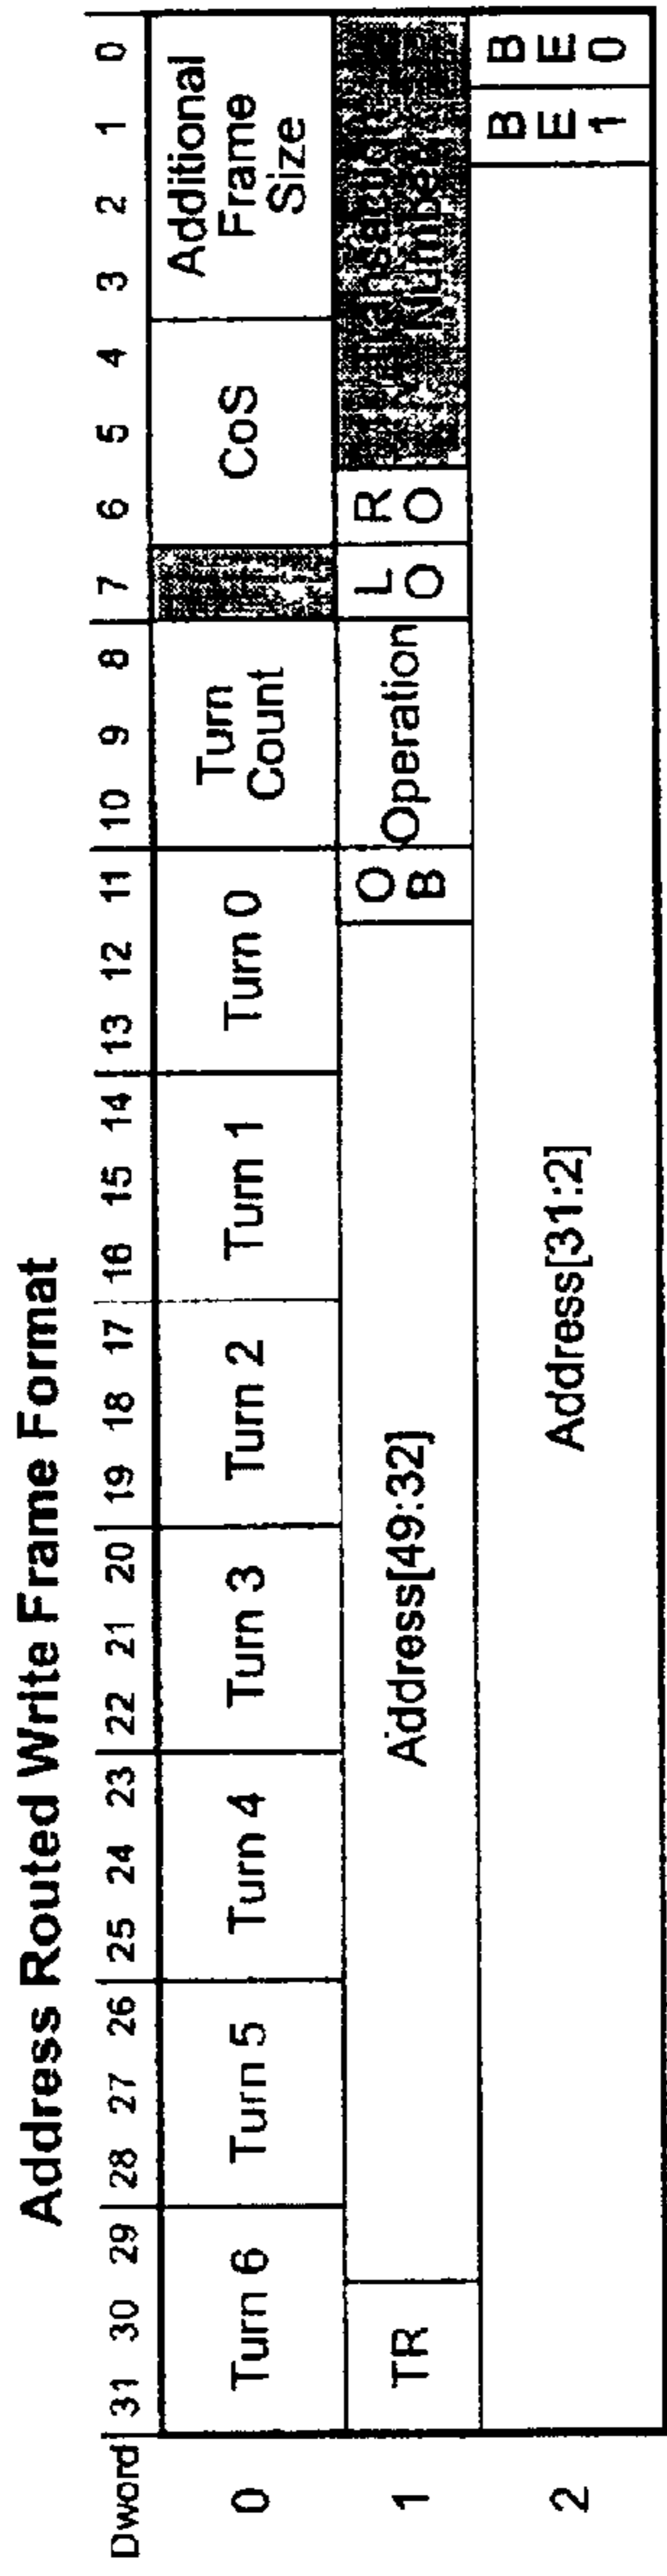 Address Routed Write Frame Format
Dword 31 30 29 28 27 26 25 24 23 22 21 20 19 18 17 16 15 14 13 12 11 10 9 8 7 6 5 4 3 2 1 0
0 Turn 6 Turn 5 Turn 4 Turn 3 Turn 2 Turn 1 Turn 0 Turn Count CoS Additional Frame Size
1 TR Address[49:32] OB Operation LO RO Transaction Number
2 Address[31:2] BE1 BE0